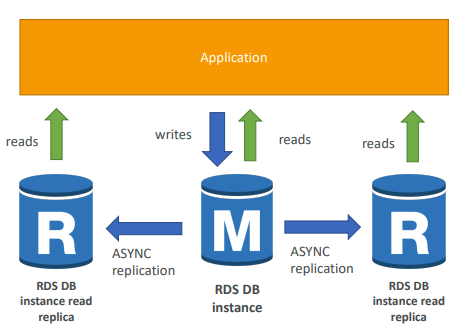 Application
reads
writes
reads
reads
R
M
R
ASYNC
replication
ASYNC
replication
RDS DB
instance read
replica
RDS DB
instance
RDS DB
instance read
replica